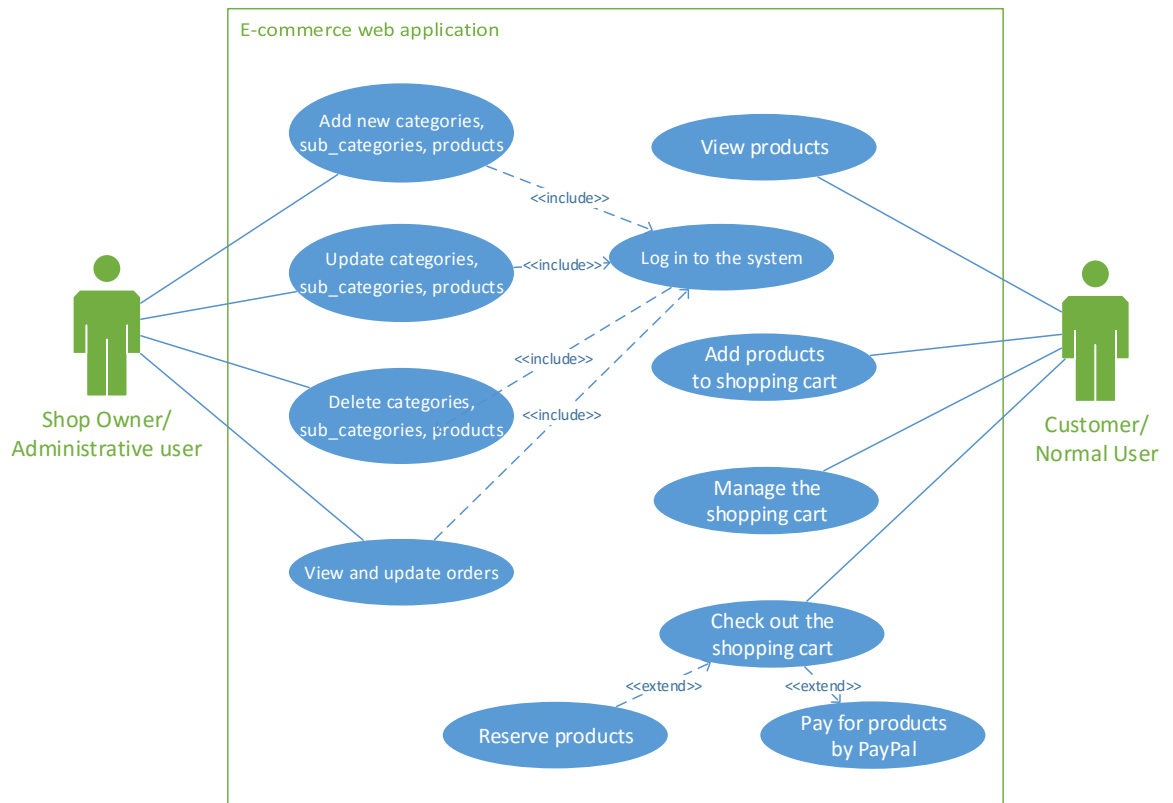 E-commerce web application
Add new categories,
sub_categories, products
View products
<<include>>
Update categories,
sub_categories, products
<<include>>
Log in to the system
<<include>>
Add products
to shopping cart
Delete categories,
sub_categories, products
<<include>>
Shop Owner/
Administrative user
Customer/
Normal User
Manage the
shopping cart
View and update orders
Check out the
shopping cart
<<extend>>
<<extend>>
Reserve products
Pay for products
by PayPal